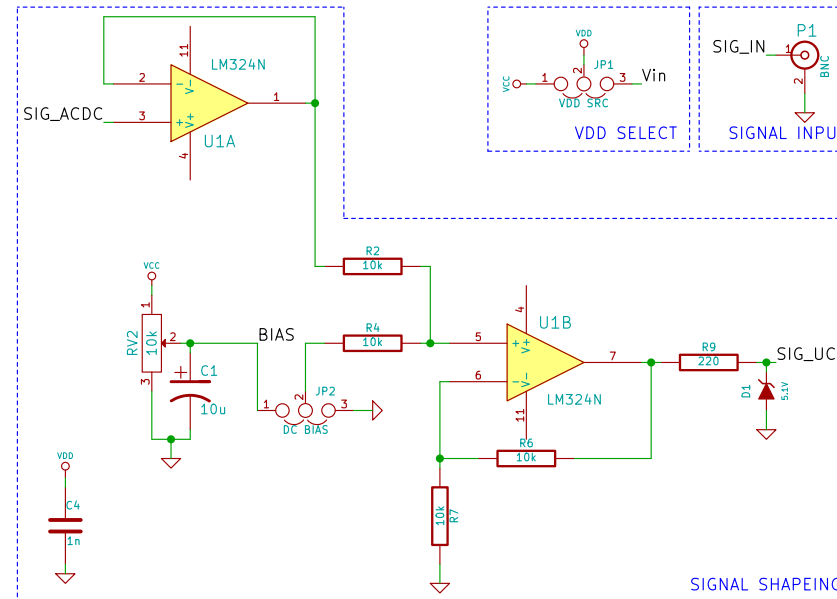 11
LM324N
2
V-
1
SIG_ACDC
3
V+
U1A
4
VDD
JP1
VCC
1
2
3
Vin
VDD SRC
VDD SELECT
P1
SIG_IN
1
BNC
2
SIGNAL INPU
R2
10k
VCC
1
RV2
10k
2
3
BIAS
C1
10u
R4
10k
JP2
1
2
3
DC BIAS
4
U1B
5
V+
6
V-
7
LM324N
11
R9
220
SIG_UC
D1
5.1V
R6
10k
10k
R7
VDD
C4
1n
SIGNAL SHAPEING